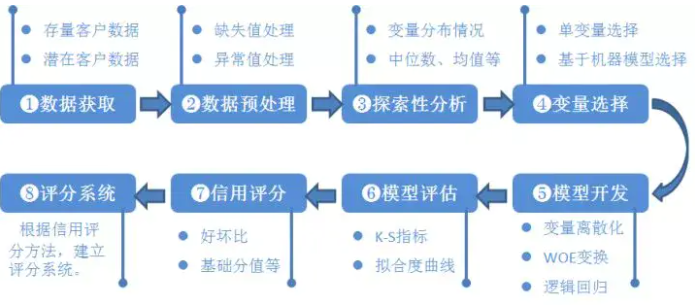 存量客户数据
潜在客户数据
❶数据获取
缺失值处理
异常值处理
❷数据预处理
变量分布情况
中位数、均值等
❸探索性分析
单变量选择
基于机器模型选择
❹变量选择
❺模型开发
变量离散化
WOE变换
逻辑回归
❻模型评估
K-S指标
拟合度曲线
❼信用评分
好坏比
基础分值等
❽评分系统
根据信用评
分方法，建立
评分系统。